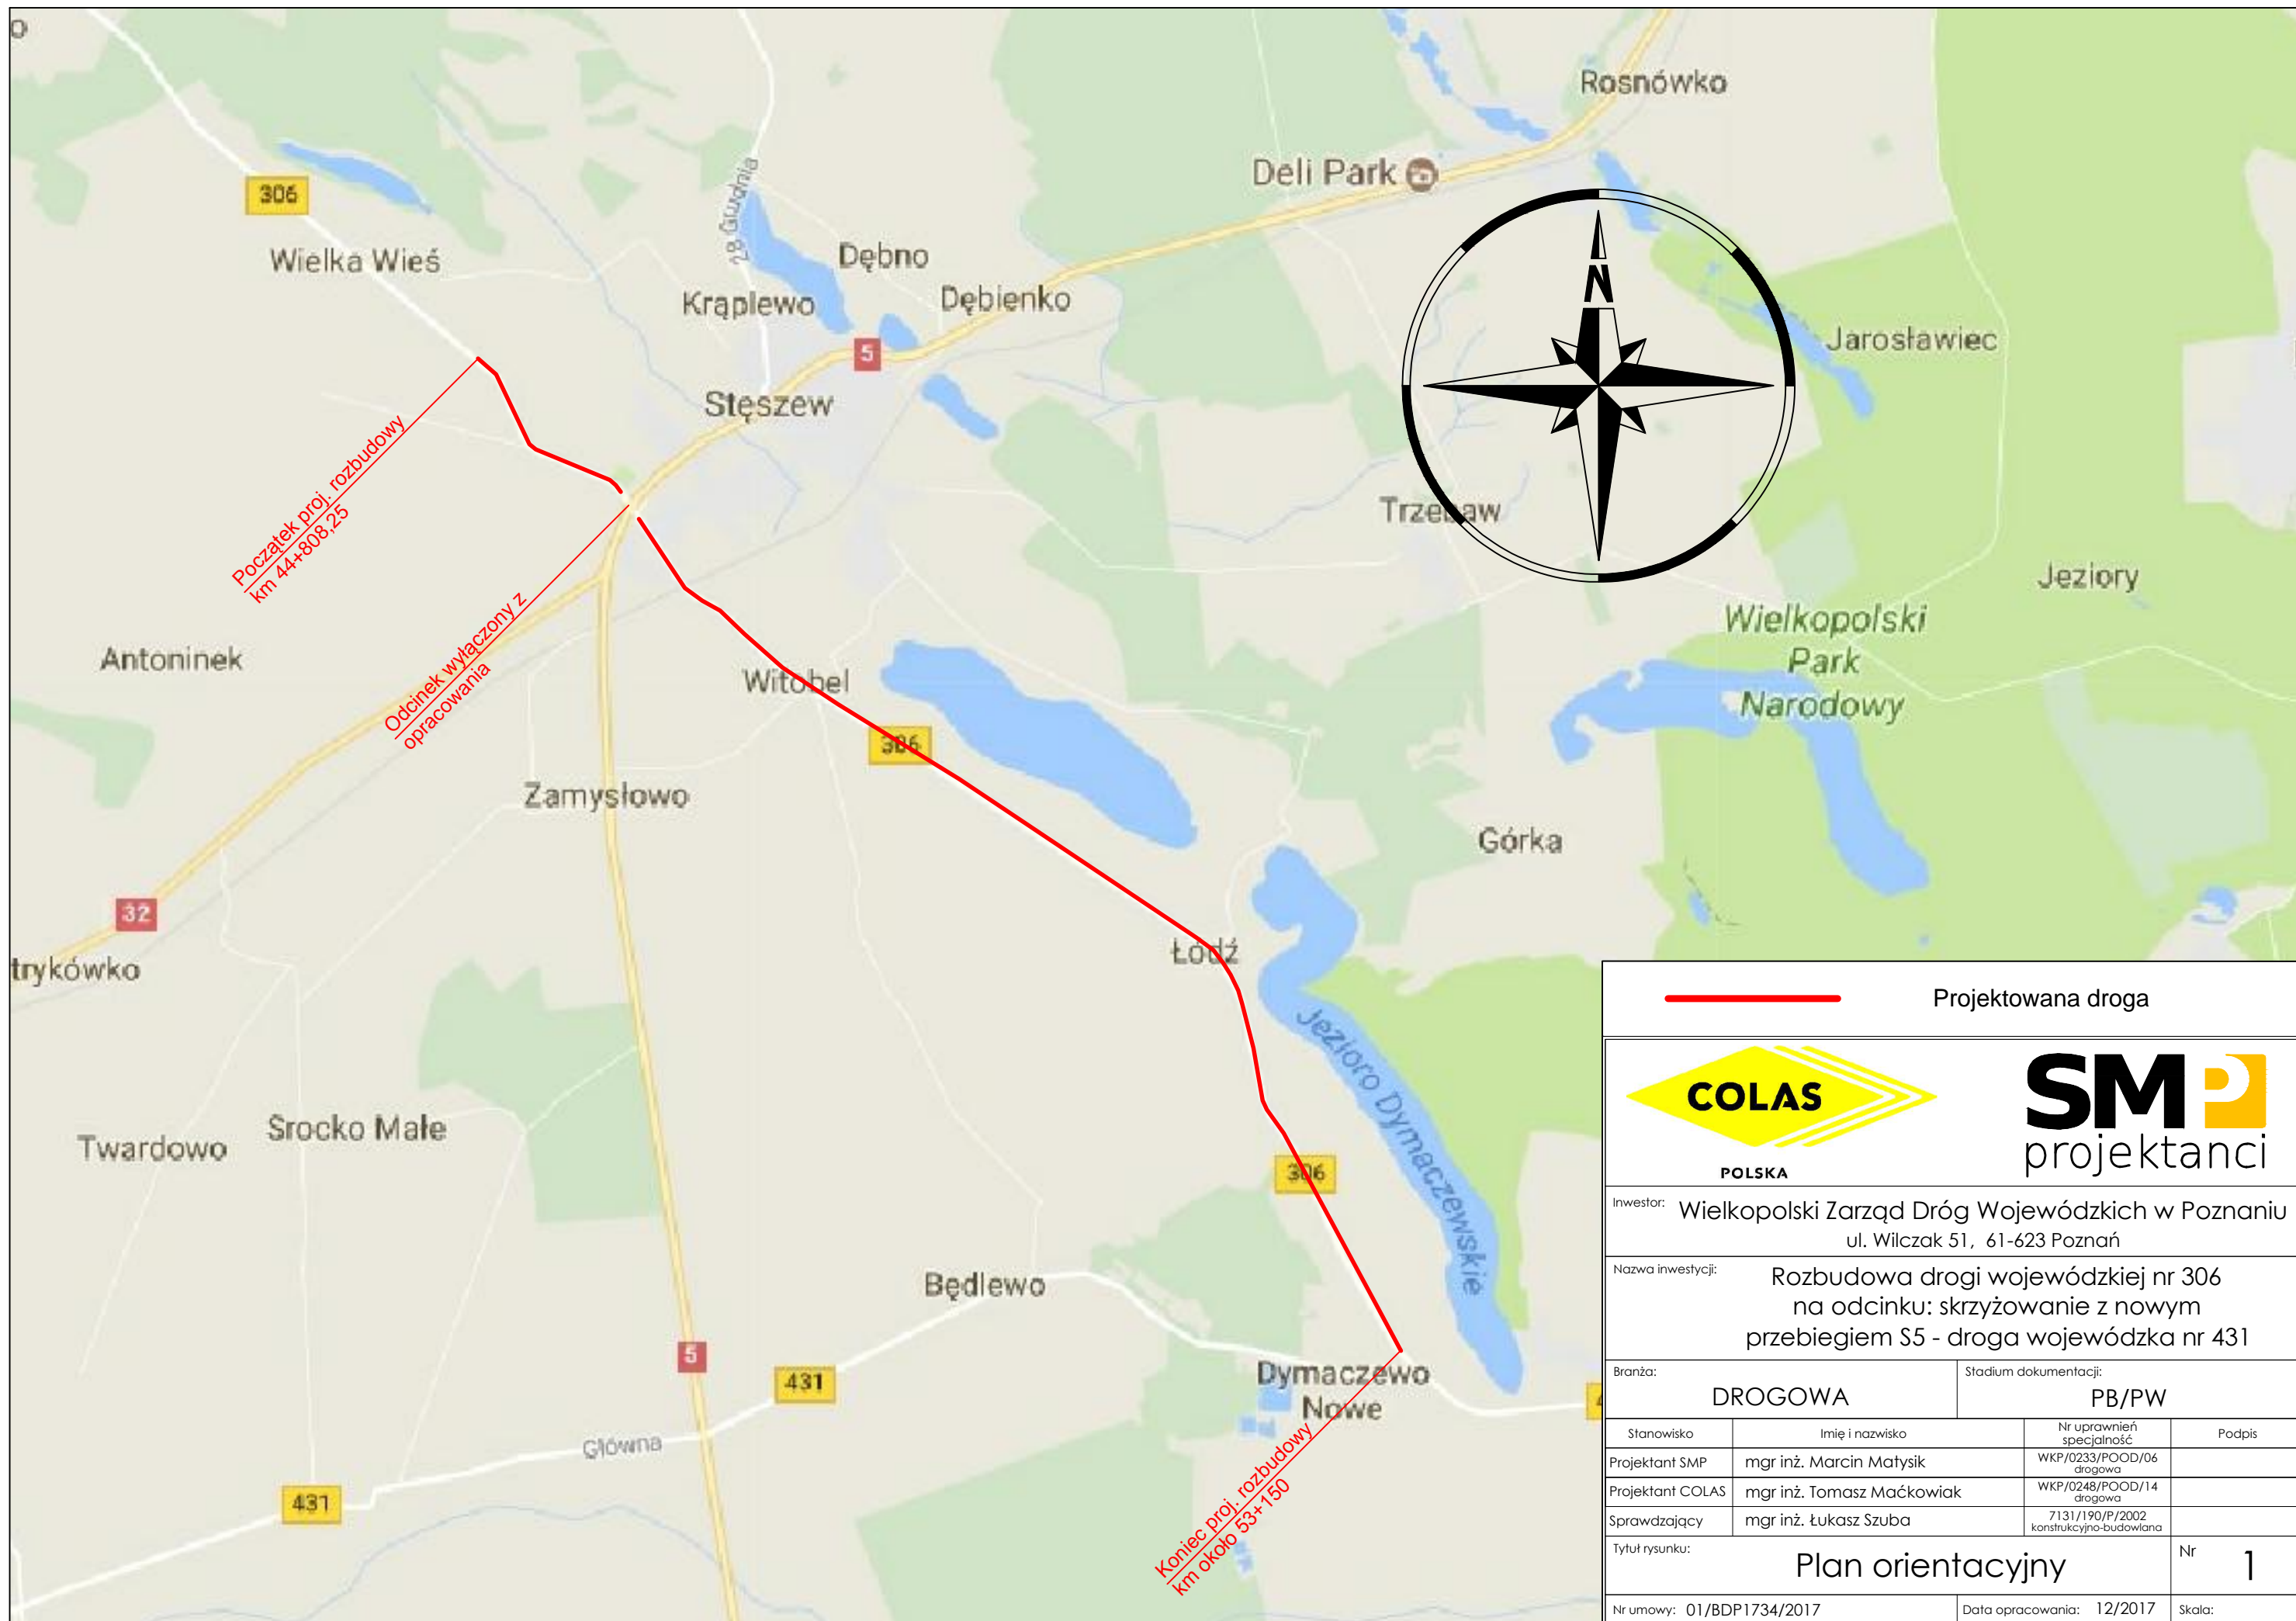 Rosnówko
Deli Park
306
28 Grudnia
Wielka Wieś
Dębno
Krąplewo
Dębienko
N
5
Jarosławiec
Stęszew
Początek proj. rozbudowy
km 44+808,25
Trzebaw
Jeziory
Antoninek
Odcinek wyłączony z
opracowania
Witobel
Wielkopolski
Park
Narodowy
306
Zamysłowo
Górka
32
trykówko
Łódź
Jezioro Dymaczewskie
Srocko Małe
Twardowo
306
Będlewo
5
431
Dymaczewo
Nowe
Główna
431
Koniec proj. rozbudowy
km około 53+150
Projektowana droga
COLAS
POLSKA
SMP
projektanci
Inwestor: Wielkopolski Zarząd Dróg Wojewódzkich w Poznaniu
ul. Wilczak 51, 61-623 Poznań
Nazwa inwestycji: Rozbudowa drogi wojewódzkiej nr 306
na odcinku: skrzyżowanie z nowym
przebiegiem S5 - droga wojewódzka nr 431
Branża: Stadium dokumentacji:
DROGOWA PB/PW
Stanowisko Imię i nazwisko Nr uprawnień specjalność Podpis
Projektant SMP mgr inż. Marcin Matysik WKP/0233/POOD/06 drogowa
Projektant COLAS mgr inż. Tomasz Maćkowiak WKP/0248/POOD/14 drogowa
Sprawdzający mgr inż. Łukasz Szuba 7131/190/P/2002 konstrukcyjno-budowlana
Tytuł rysunku: Plan orientacyjny Nr 1
Nr umowy: 01/BDP1734/2017 Data opracowania: 12/2017 Skala: